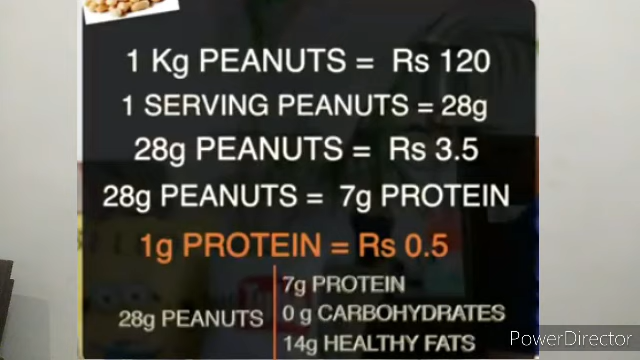 1 Kg PEANUTS = Rs 120
1 SERVING PEANUTS = 28g
28g PEANUTS = Rs 3.5
28g PEANUTS = 7g PROTEIN
1g PROTEIN = Rs 0.5
28g PEANUTS
7g PROTEIN
0 g CARBOHYDRATES
14g HEALTHY FATS
PowerDirector